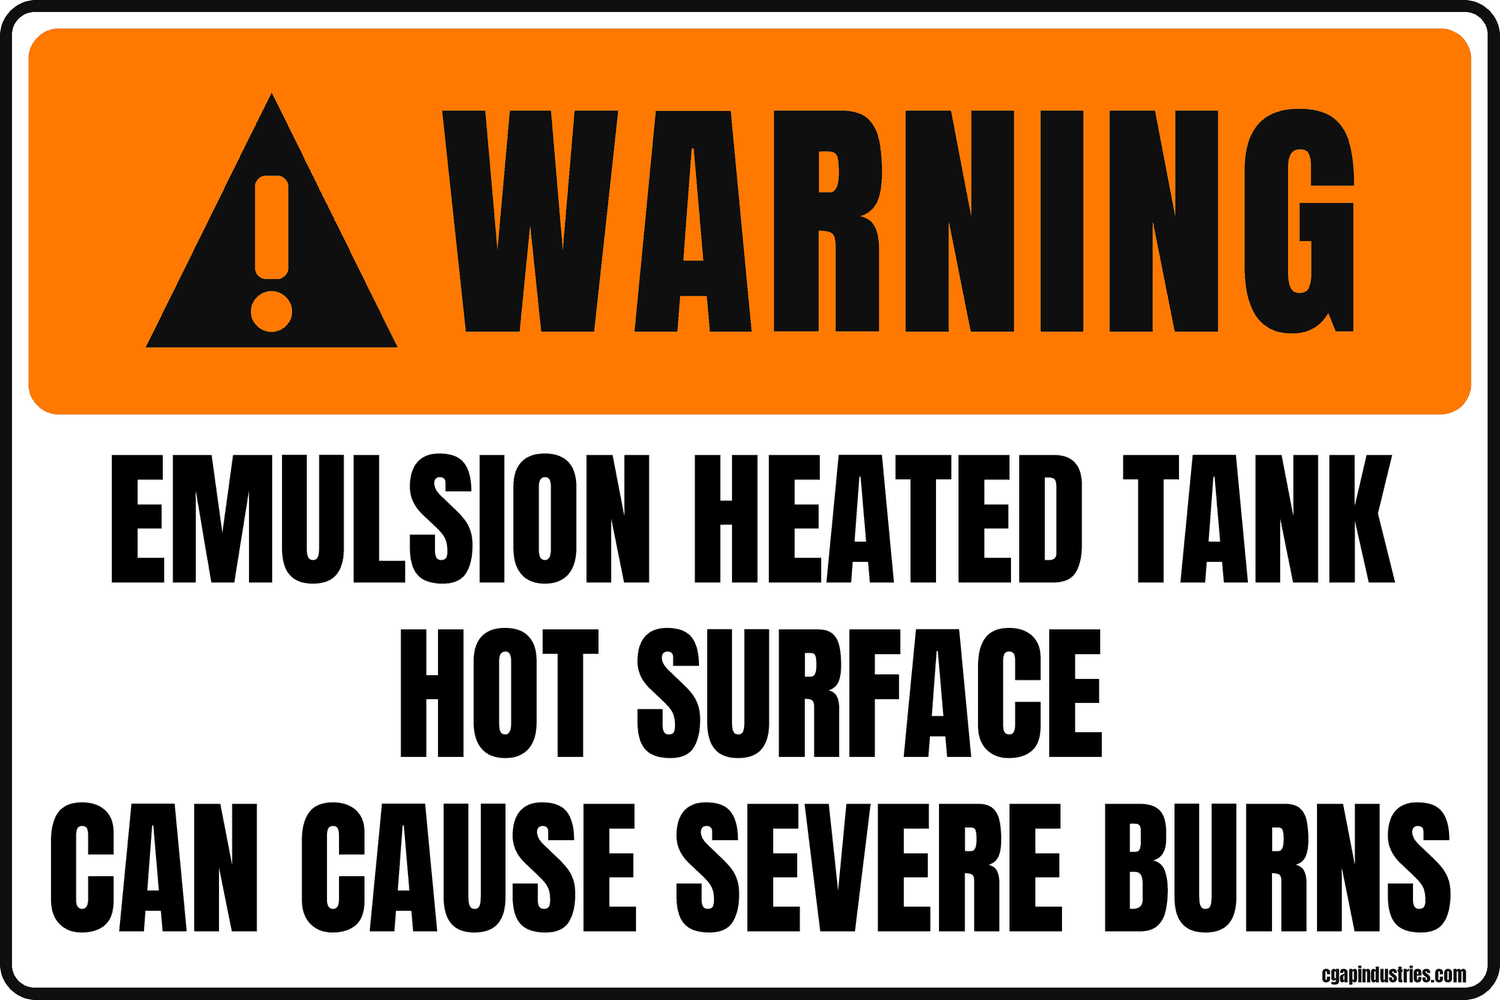 WARNING
EMULSION HEATED TANK
HOT SURFACE
CAN CAUSE SEVERE BURNS
cgapindustries.com